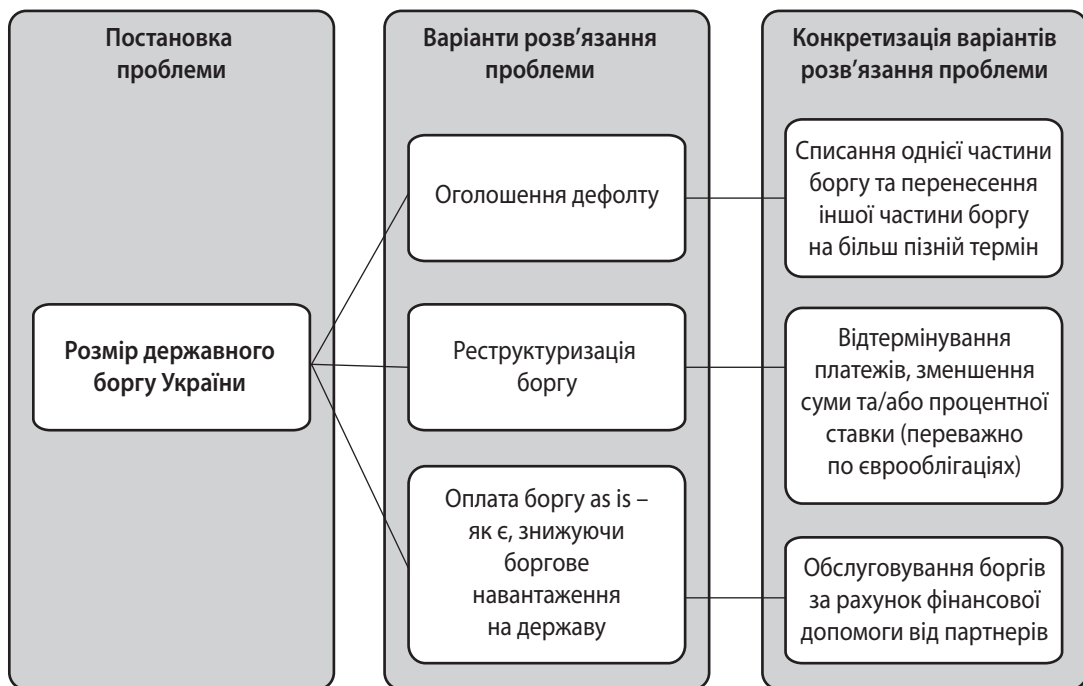 Постановка
проблеми
Розмір державного
боргу України
Варіанти розв’язання
проблеми
Оголошення дефолту
Реструктуризація
боргу
Оплата боргу as is –
як є, знижуючи
боргове
навантаження
на державу
Конкретизація варіантів
розв’язання проблеми
Списання однієї частини
боргу та перенесення
іншої частини боргу
на більш пізній термін
Відтермінування
платежів, зменшення
суми та/або процентної
ставки (переважно
по єврооблігаціях)
Обслуговування боргів
за рахунок фінансової
допомоги від партнерів